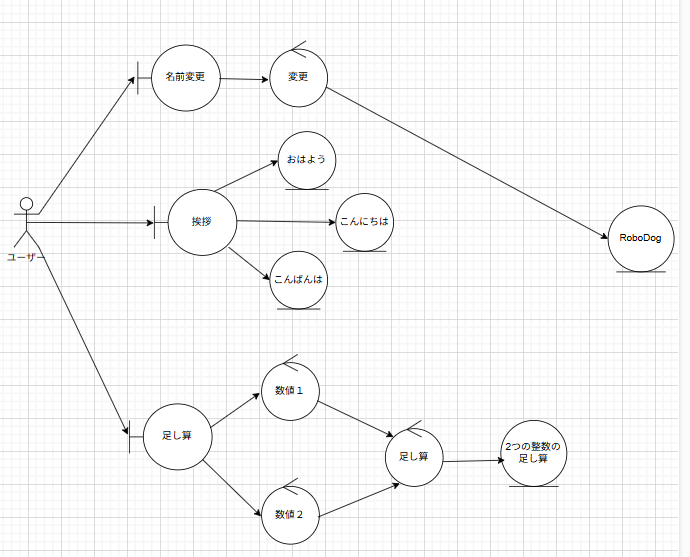 名前変更
変更
おはよう
挨拶
こんにちは
RoboDog
ユーザー
こんばんは
数値１
足し算
足し算
2つの整数の
足し算
数値２